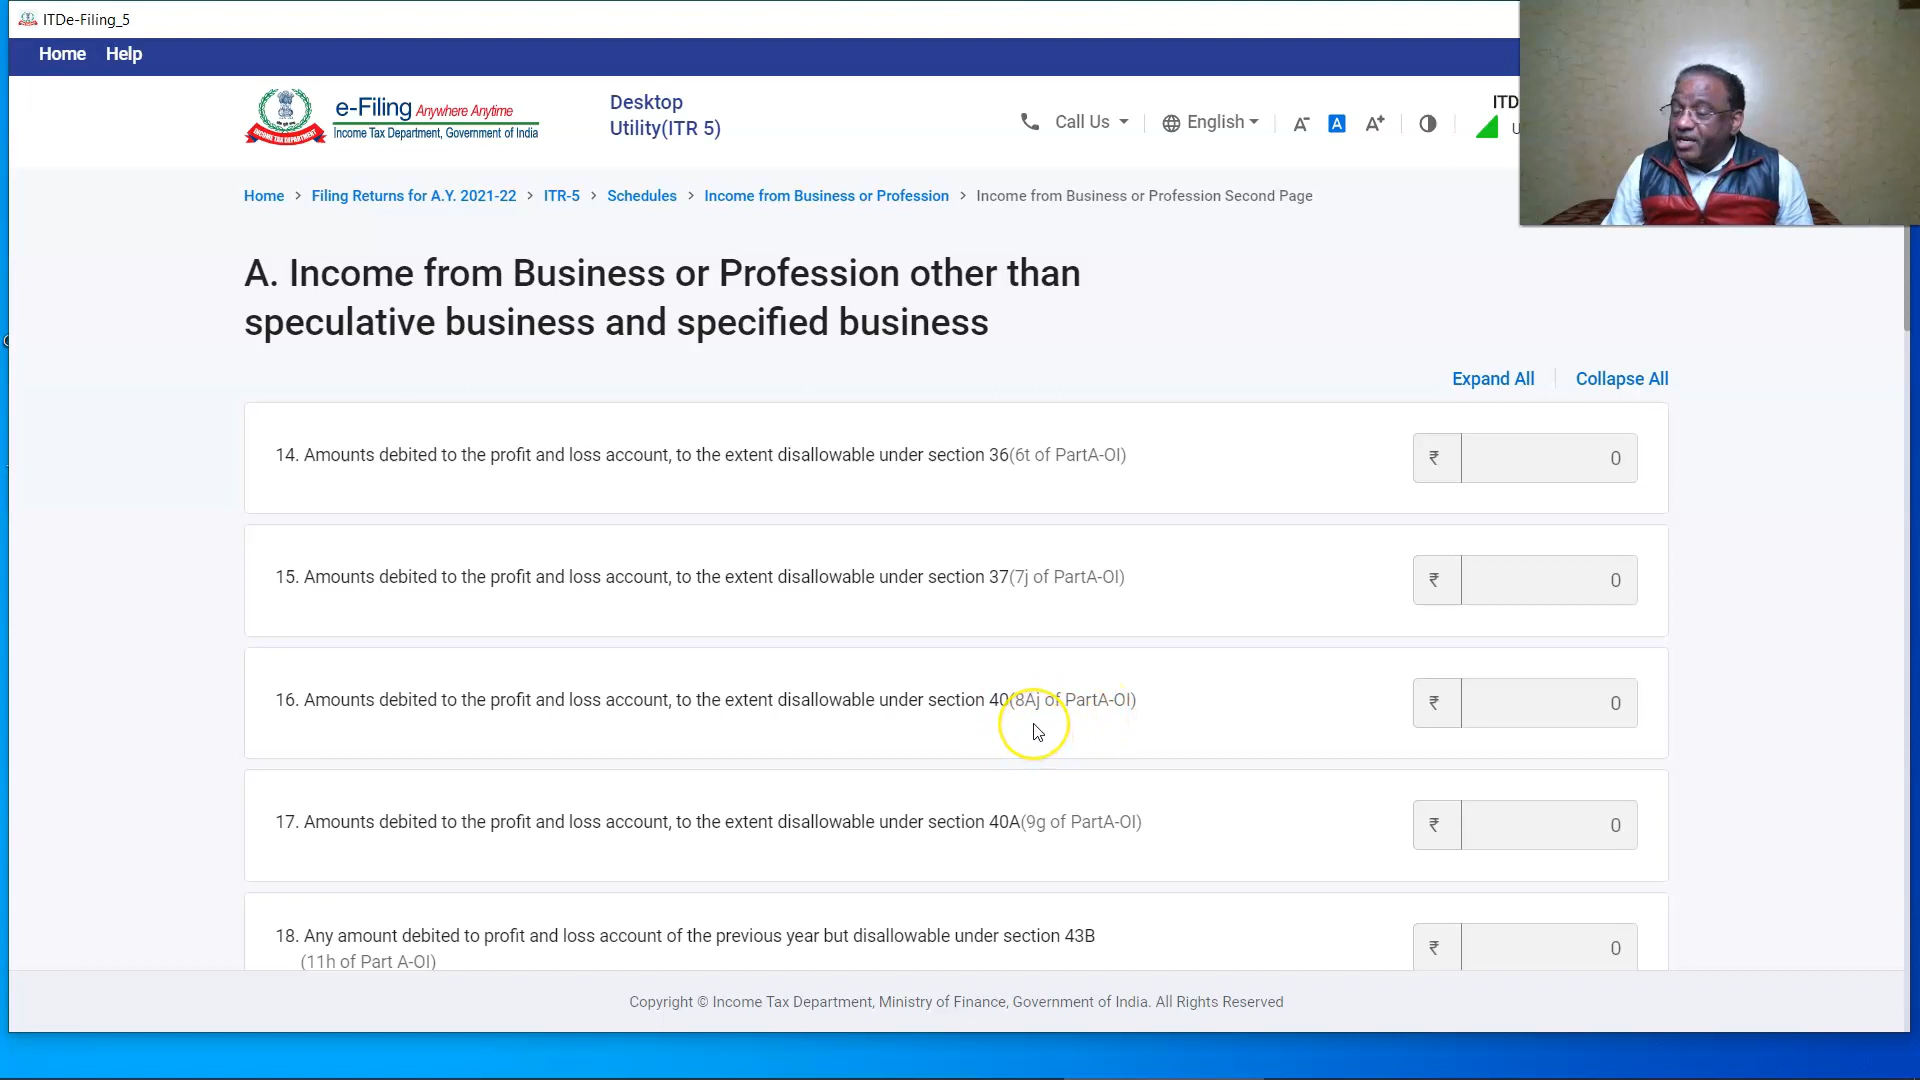 ITDe-Filing_5
Home Help
e-Filing Anywhere Anytime
Income Tax Department, Government of India
INCOME TAX DEPARTMENT
Desktop
Utility(ITR 5)
Call Us
English
A-
A
A+
ITD
U
Home > Filing Returns for A.Y. 2021-22 > ITR-5 > Schedules > Income from Business or Profession > Income from Business or Profession Second Page
A. Income from Business or Profession other than
speculative business and specified business
Expand All
Collapse All
14. Amounts debited to the profit and loss account, to the extent disallowable under section 36(6t of PartA-OI)
₹ 0
15. Amounts debited to the profit and loss account, to the extent disallowable under section 37(7j of PartA-OI)
₹ 0
16. Amounts debited to the profit and loss account, to the extent disallowable under section 40(8Aj of PartA-OI)
₹ 0
17. Amounts debited to the profit and loss account, to the extent disallowable under section 40A(9g of PartA-OI)
₹ 0
18. Any amount debited to profit and loss account of the previous year but disallowable under section 43B
(11h of Part A-OI)
₹ 0
Copyright © Income Tax Department, Ministry of Finance, Government of India. All Rights Reserved